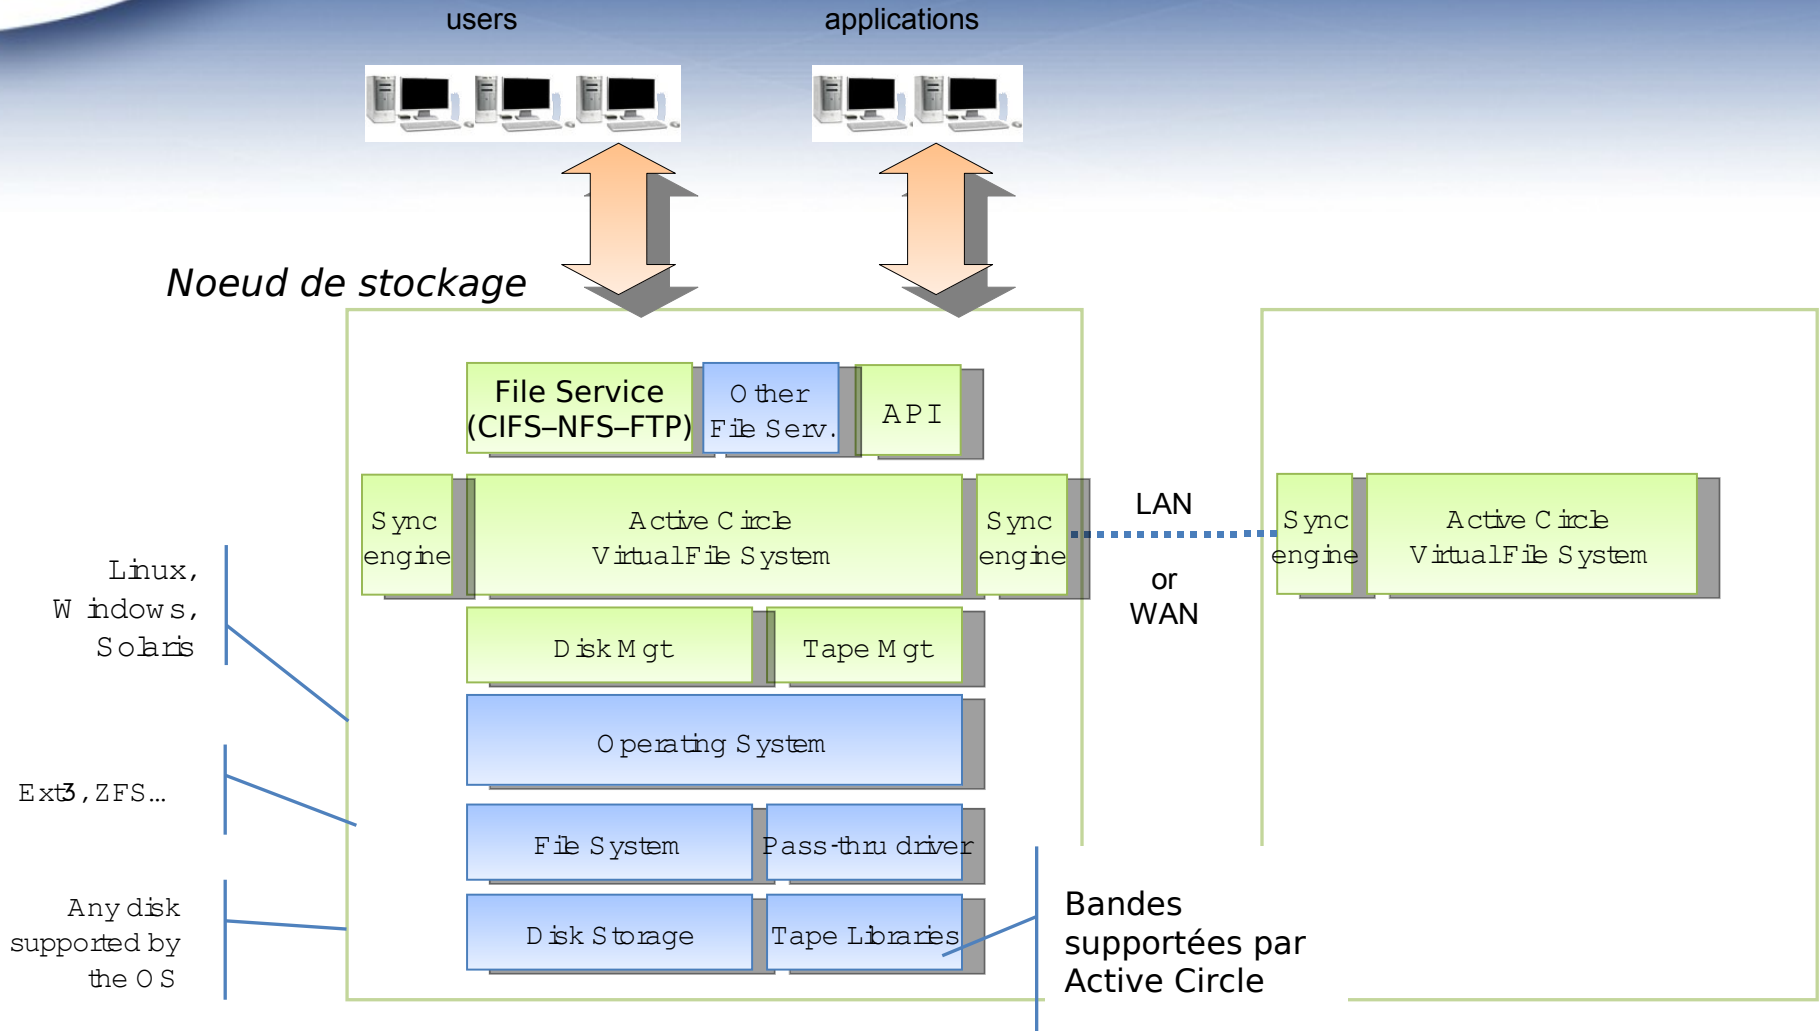 users
applications
Noeud de stockage
File Service
(CIFS–NFS–FTP)
Other
File Serv.
API
Sync
engine
Active Circle
Virtual File System
Sync
engine
LAN
or
WAN
Sync
engine
Active Circle
Virtual File System
Linux,
Windows,
Solaris
Disk Mgt
Tape Mgt
Operating System
Ext3, ZFS...
File System
Pass-thru driver
Any disk
supported by
the OS
Disk Storage
Tape Libraries
Bandes
supportées par
Active Circle